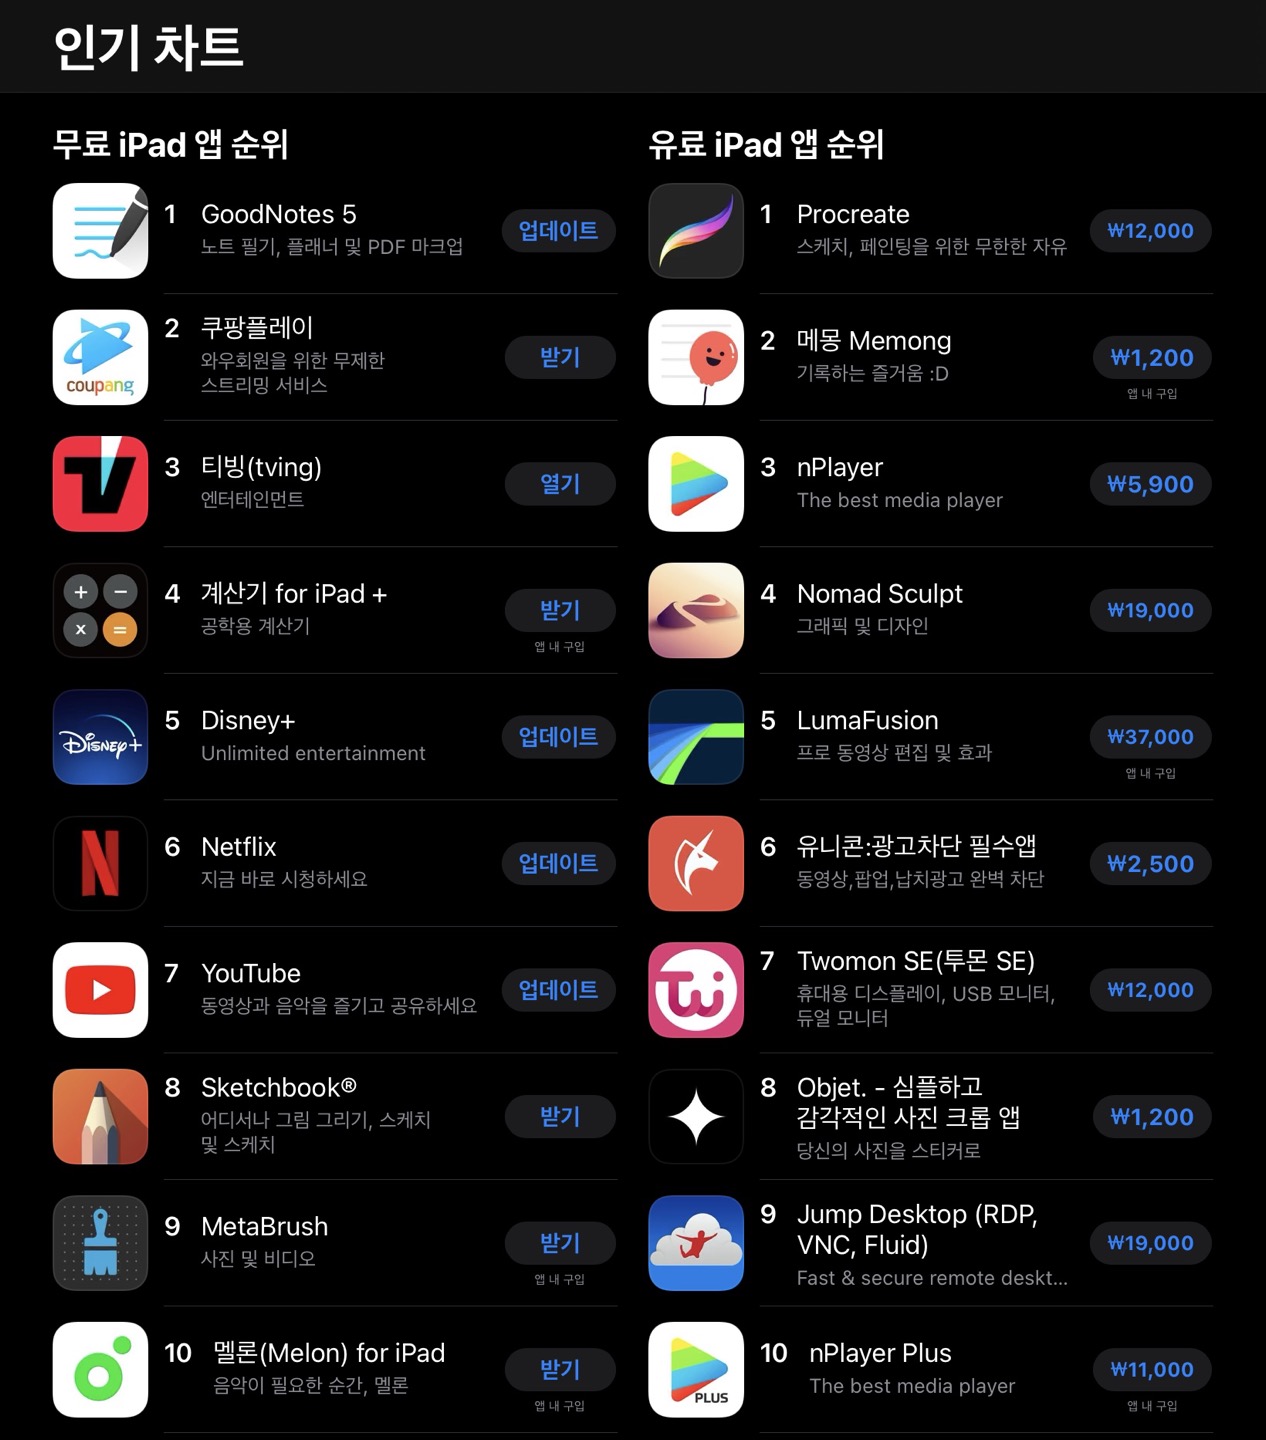 인기 차트
무료 iPad 앱 순위
1 GoodNotes 5
노트 필기, 플래너 및 PDF 마크업
업데이트
coupang
2 쿠팡플레이
와우회원을 위한 무제한
스트리밍 서비스
받기
3 티빙(tving)
엔터테인먼트
열기
4 계산기 for iPad +
공학용 계산기
받기
앱 내 구입
Disney+
5 Disney+
Unlimited entertainment
업데이트
6 Netflix
지금 바로 시청하세요
업데이트
7 YouTube
동영상과 음악을 즐기고 공유하세요
업데이트
8 Sketchbook®
어디서나 그림 그리기, 스케치
및 스케치
받기
9 MetaBrush
사진 및 비디오
받기
앱 내 구입
10 멜론(Melon) for iPad
음악이 필요한 순간, 멜론
받기
앱 내 구입
유료 iPad 앱 순위
1 Procreate
스케치, 페인팅을 위한 무한한 자유
₩12,000
2 메몽 Memong
기록하는 즐거움 :D
₩1,200
앱 내 구입
3 nPlayer
The best media player
₩5,900
4 Nomad Sculpt
그래픽 및 디자인
₩19,000
5 LumaFusion
프로 동영상 편집 및 효과
₩37,000
앱 내 구입
6 유니콘:광고차단 필수앱
동영상,팝업,납치광고 완벽 차단
₩2,500
7 Twomon SE(투몬 SE)
휴대용 디스플레이, USB 모니터,
듀얼 모니터
₩12,000
8 Objet. - 심플하고
감각적인 사진 크롭 앱
당신의 사진을 스티커로
₩1,200
9 Jump Desktop (RDP,
VNC, Fluid)
Fast & secure remote deskt...
₩19,000
PLUS
10 nPlayer Plus
The best media player
₩11,000
앱 내 구입